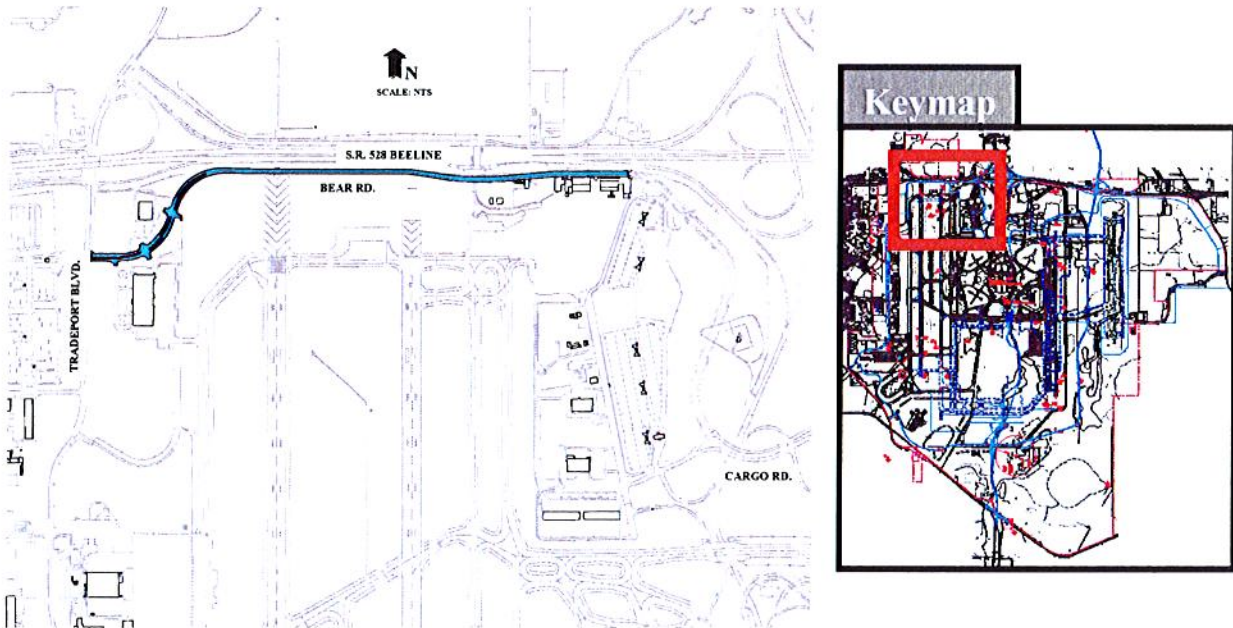 N
SCALE: NTS
S.R. 528 BEELINE
BEAR RD.
TRADEPORT BLVD.
CARGO RD.
Keymap